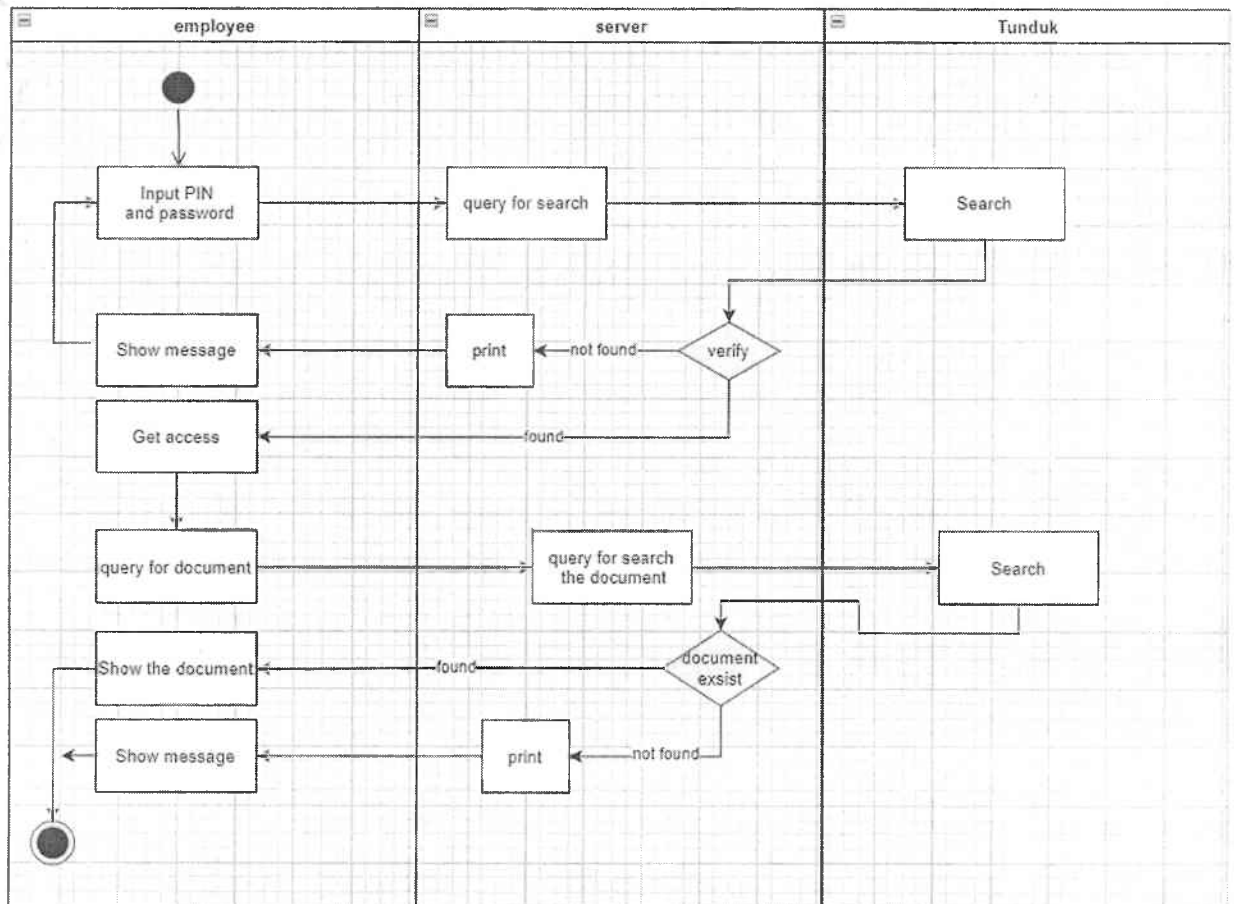 employee
server
Tunduk
Input PIN
and password
query for search
Search
Show message
print
not found
verify
Get access
found
query for document
query for search
the document
Search
Show the document
found
document
exsist
Show message
print
not found